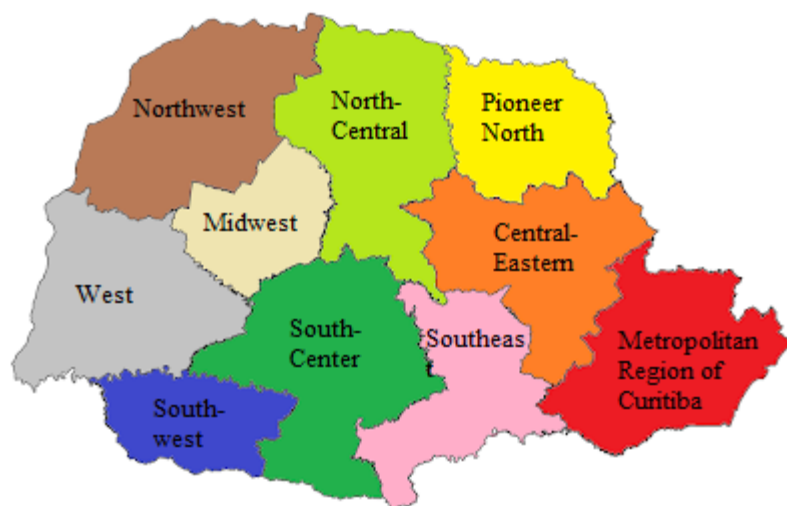 Northwest
North-
Central
Pioneer
North
Midwest
Central-
Eastern
West
South-
Center
Southeas
t
Metropolitan
Region of
Curitiba
South-
west